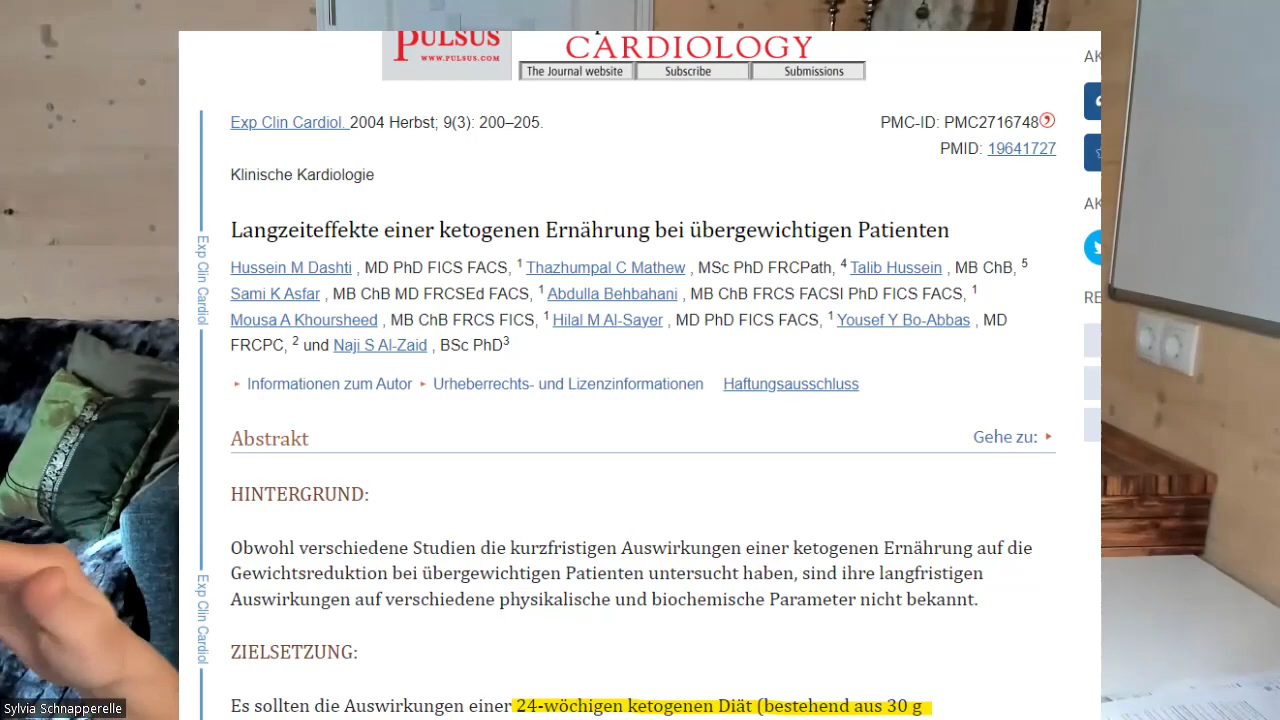 PULSUS
www.pulsus.com
CARDIOLOGY
The Journal website
Subscribe
Submissions
Exp Clin Cardiol. 2004 Herbst; 9(3): 200–205.
PMC-ID: PMC2716748
PMID: 19641727
Klinische Kardiologie
Langzeiteffekte einer ketogenen Ernährung bei übergewichtigen Patienten
Hussein M Dashti , MD PhD FICS FACS, 1 Thazhumpal C Mathew , MSc PhD FRCPath, 4 Talib Hussein , MB ChB, 5
Sami K Asfar , MB ChB MD FRCSEd FACS, 1 Abdulla Behbahani , MB ChB FRCS FACSI PhD FICS FACS, 1
Mousa A Khoursheed , MB ChB FRCS FICS, 1 Hilal M Al-Sayer , MD PhD FICS FACS, 1 Yousef Y Bo-Abbas , MD
FRCPC, 2 und Naji S Al-Zaid , BSc PhD3
Informationen zum Autor
Urheberrechts- und Lizenzinformationen
Haftungsausschluss
Abstrakt
Gehe zu:
HINTERGRUND:
Obwohl verschiedene Studien die kurzfristigen Auswirkungen einer ketogenen Ernährung auf die
Gewichtsreduktion bei übergewichtigen Patienten untersucht haben, sind ihre langfristigen
Auswirkungen auf verschiedene physikalische und biochemische Parameter nicht bekannt.
ZIELSETZUNG:
Es sollten die Auswirkungen einer 24-wöchigen ketogenen Diät (bestehend aus 30 g
Exp Clin Cardiol
Exp Clin Cardiol
AK
AK
RE
Sylvia Schnapperelle